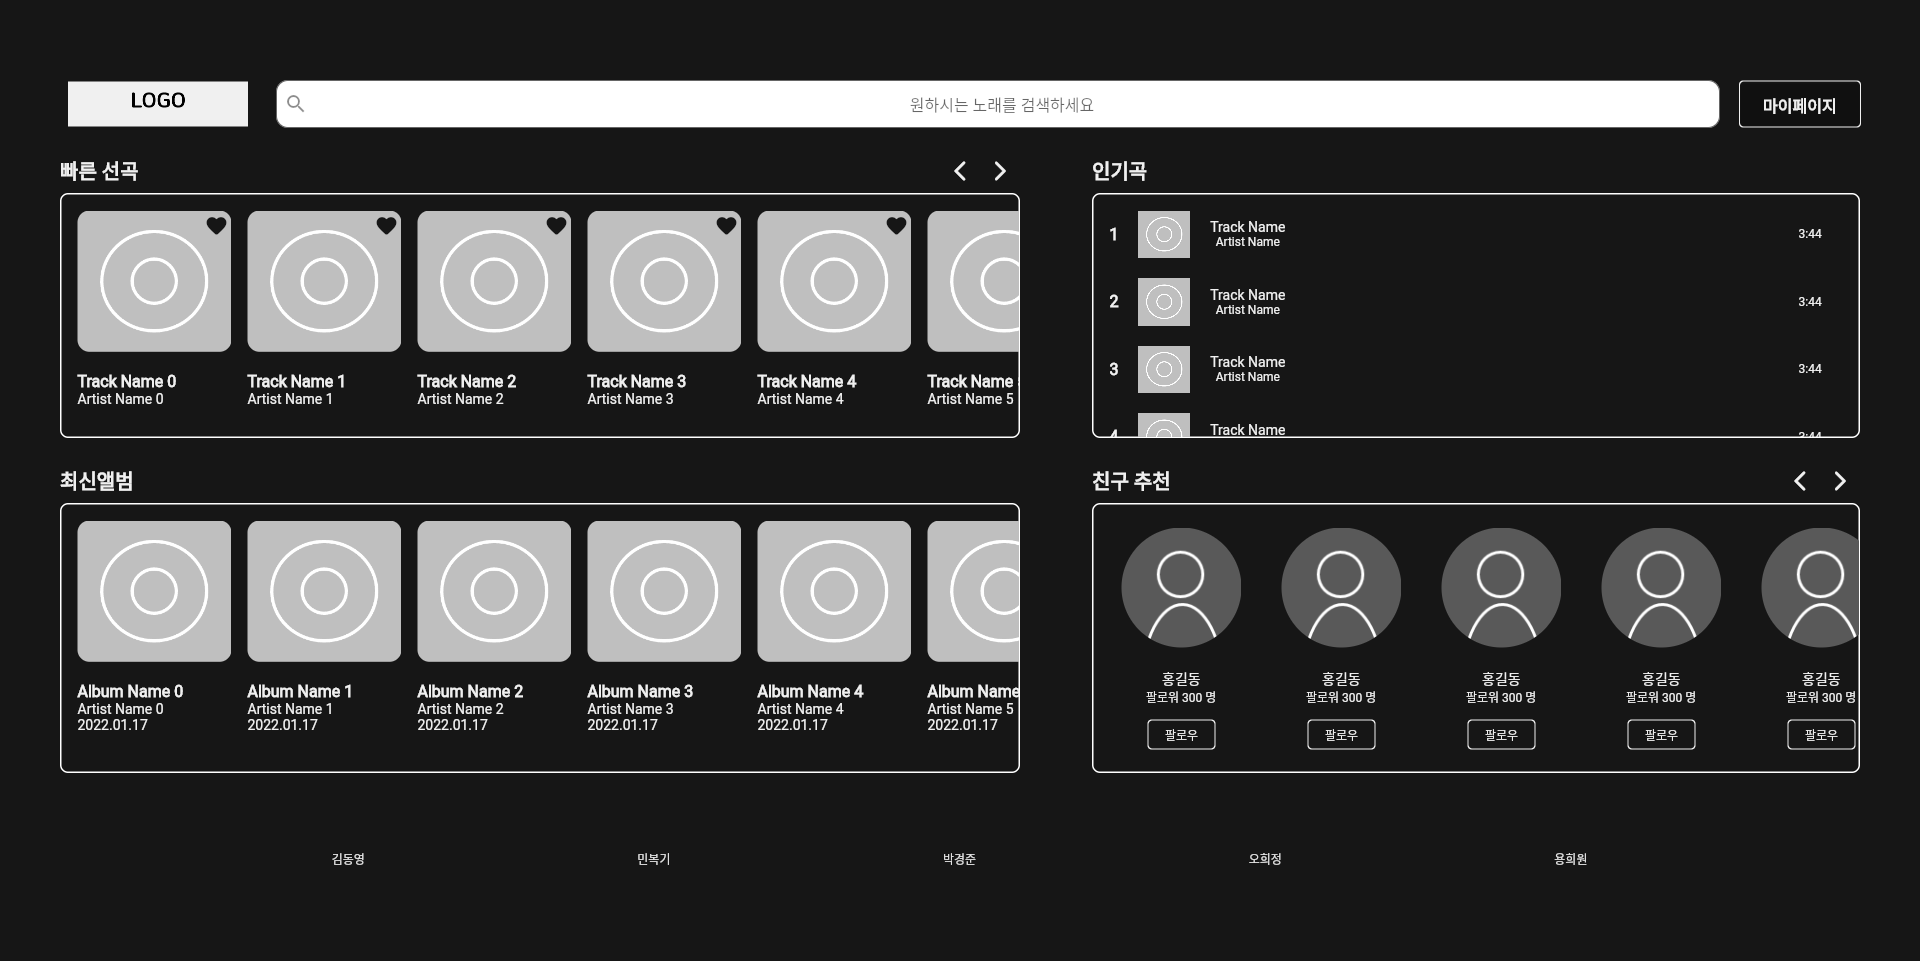 LOGO
원하시는 노래를 검색하세요
마이페이지
빠른 선곡
Track Name 0
Artist Name 0
Track Name 1
Artist Name 1
Track Name 2
Artist Name 2
Track Name 3
Artist Name 3
Track Name 4
Artist Name 4
Track Name
Artist Name 5
인기곡
1
Track Name
Artist Name
3:44
2
Track Name
Artist Name
3:44
3
Track Name
Artist Name
3:44
4
Track Name
3:44
최신앨범
Album Name 0
Artist Name 0
2022.01.17
Album Name 1
Artist Name 1
2022.01.17
Album Name 2
Artist Name 2
2022.01.17
Album Name 3
Artist Name 3
2022.01.17
Album Name 4
Artist Name 4
2022.01.17
Album Name
Artist Name 5
2022.01.17
친구 추천
홍길동
팔로워 300 명
팔로우
홍길동
팔로워 300 명
팔로우
홍길동
팔로워 300 명
팔로우
홍길동
팔로워 300 명
팔로우
홍길동
팔로워 300 명
팔로우
김동영
민복기
박경준
오희정
용희원